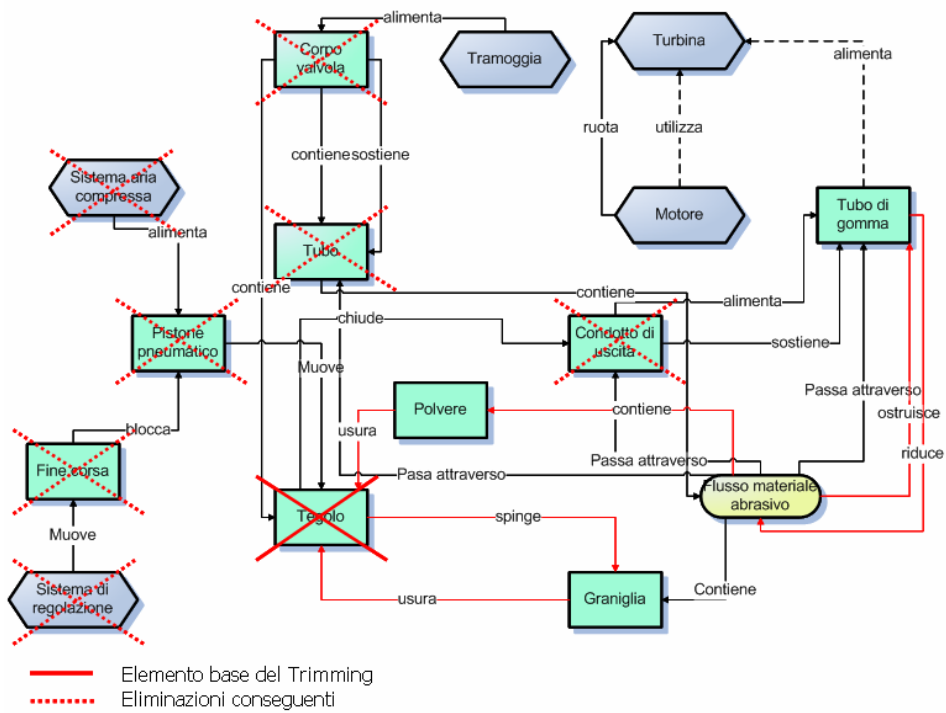 alimenta
Corpo
valvola
Tramoggia
Turbina
alimenta
ruota
utilizza
contiene
sostiene
Sistema aria
compressa
alimenta
Motore
Tubo di
gomma
Tubo
contiene
contiene
alimenta
chiude
Pistone
pneumatico
Condotto di
uscita
sostiene
Muove
Passa attraverso
Polvere
contiene
ostruisce
blocca
usura
riduce
Fine corsa
Pasa attraverso
Passa attraverso
Flusso materiale
abrasivo
Tegolo
spinge
Muove
Sistema di
regolazione
usura
Graniglia
Contiene
Elemento base del Trimming
Eliminazioni conseguenti